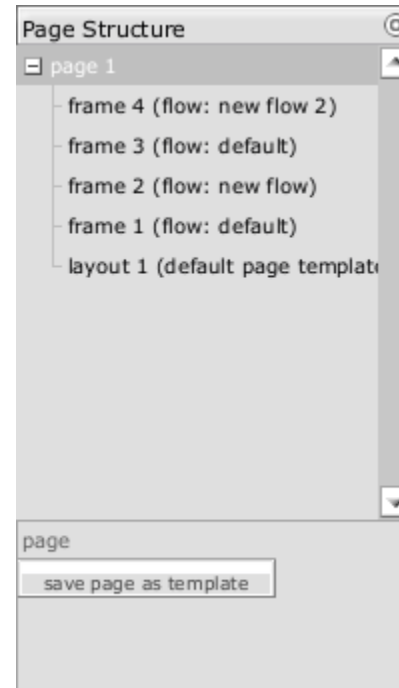 Page Structure
page 1
frame 4 (flow: new flow 2)
frame 3 (flow: default)
frame 2 (flow: new flow)
frame 1 (flow: default)
layout 1 (default page template
page
save page as template